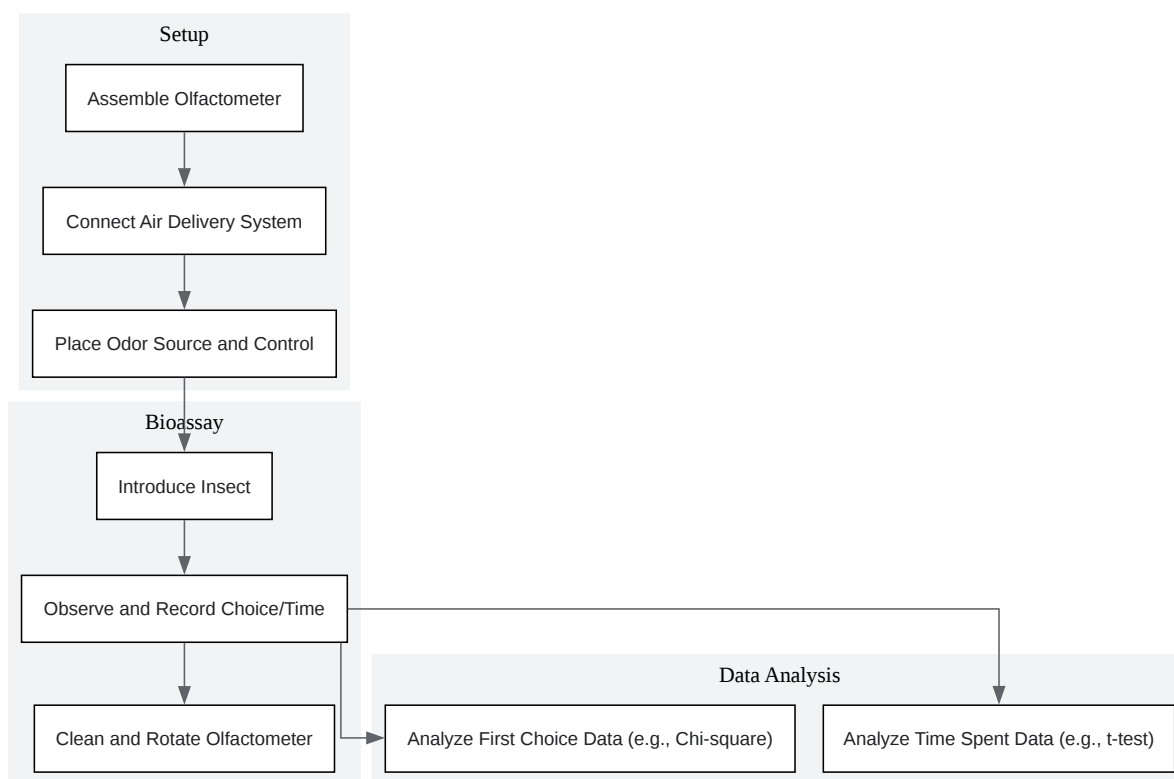 Setup
Assemble Olfactometer
Connect Air Delivery System
Place Odor Source and Control
Bioassay
Introduce Insect
Observe and Record Choice/Time
Clean and Rotate Olfactometer
Data Analysis
Analyze First Choice Data (e.g., Chi-square)
Analyze Time Spent Data (e.g., t-test)